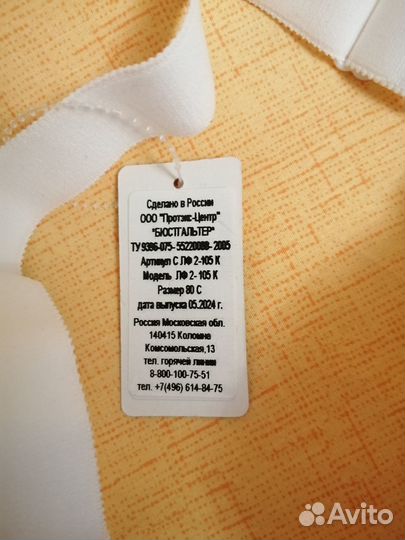 Сделано в России
ООО "Протэкс-Центр"
"БЮСТГАЛЬТЕР"
ТУ 9396-075- 55220088- 2005
Артикул С ЛФ 2-105 К
Модель ЛФ 2- 105 К
Размер 80 С
дата выпуска 05.2024 г.
Россия Московская обл.
140415 Коломна
Комсомольская,13
тел. горячей линии
8-800-100-75-51
тел. +7(496) 614-84-75
Avito